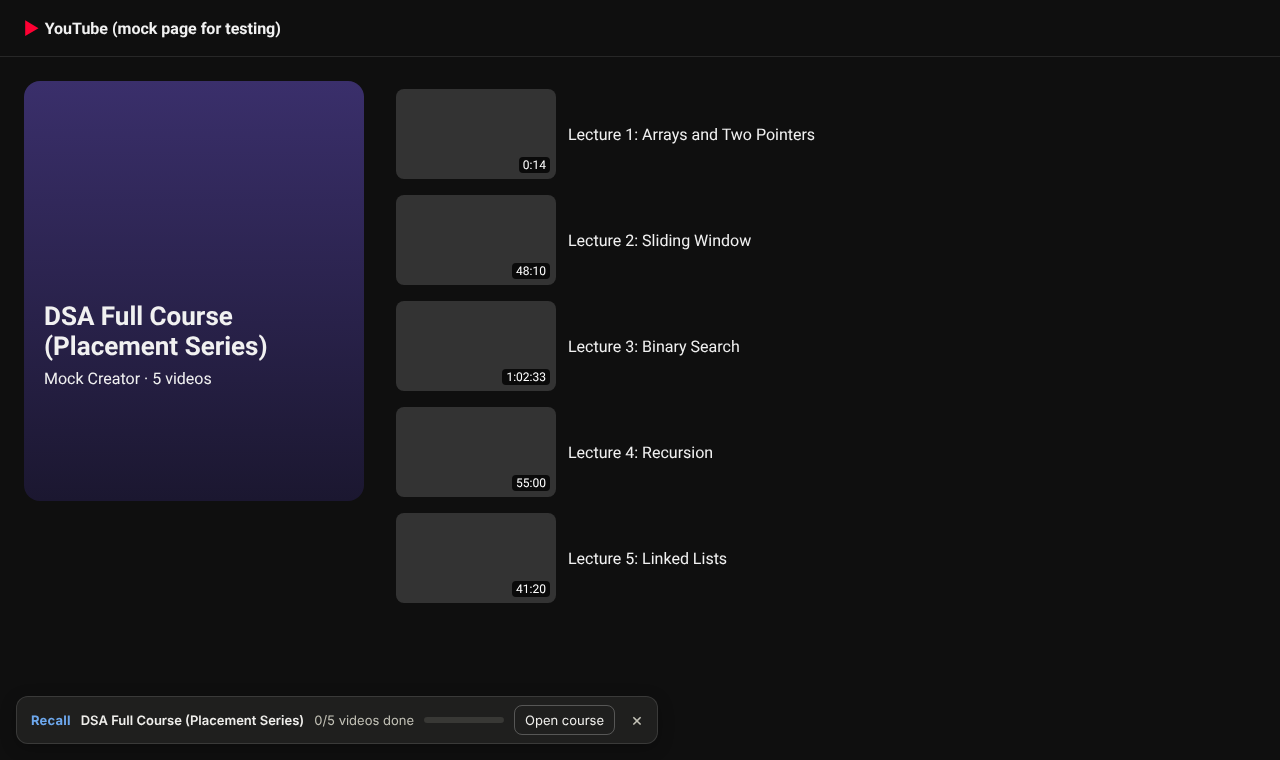 YouTube (mock page for testing)
DSA Full Course
(Placement Series)
Mock Creator · 5 videos
0:14
Lecture 1: Arrays and Two Pointers
48:10
Lecture 2: Sliding Window
1:02:33
Lecture 3: Binary Search
55:00
Lecture 4: Recursion
41:20
Lecture 5: Linked Lists
Recall DSA Full Course (Placement Series) 0/5 videos done Open course ×